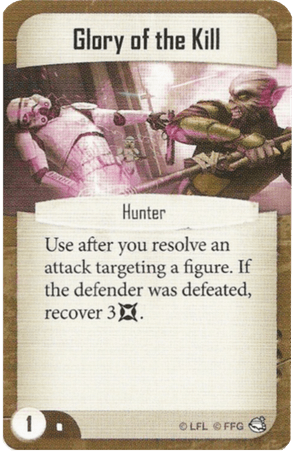 Glory of the Kill
Hunter
Use after you resolve an
attack targeting a figure. If
the defender was defeated,
recover 3.
1
© LFL © FFG